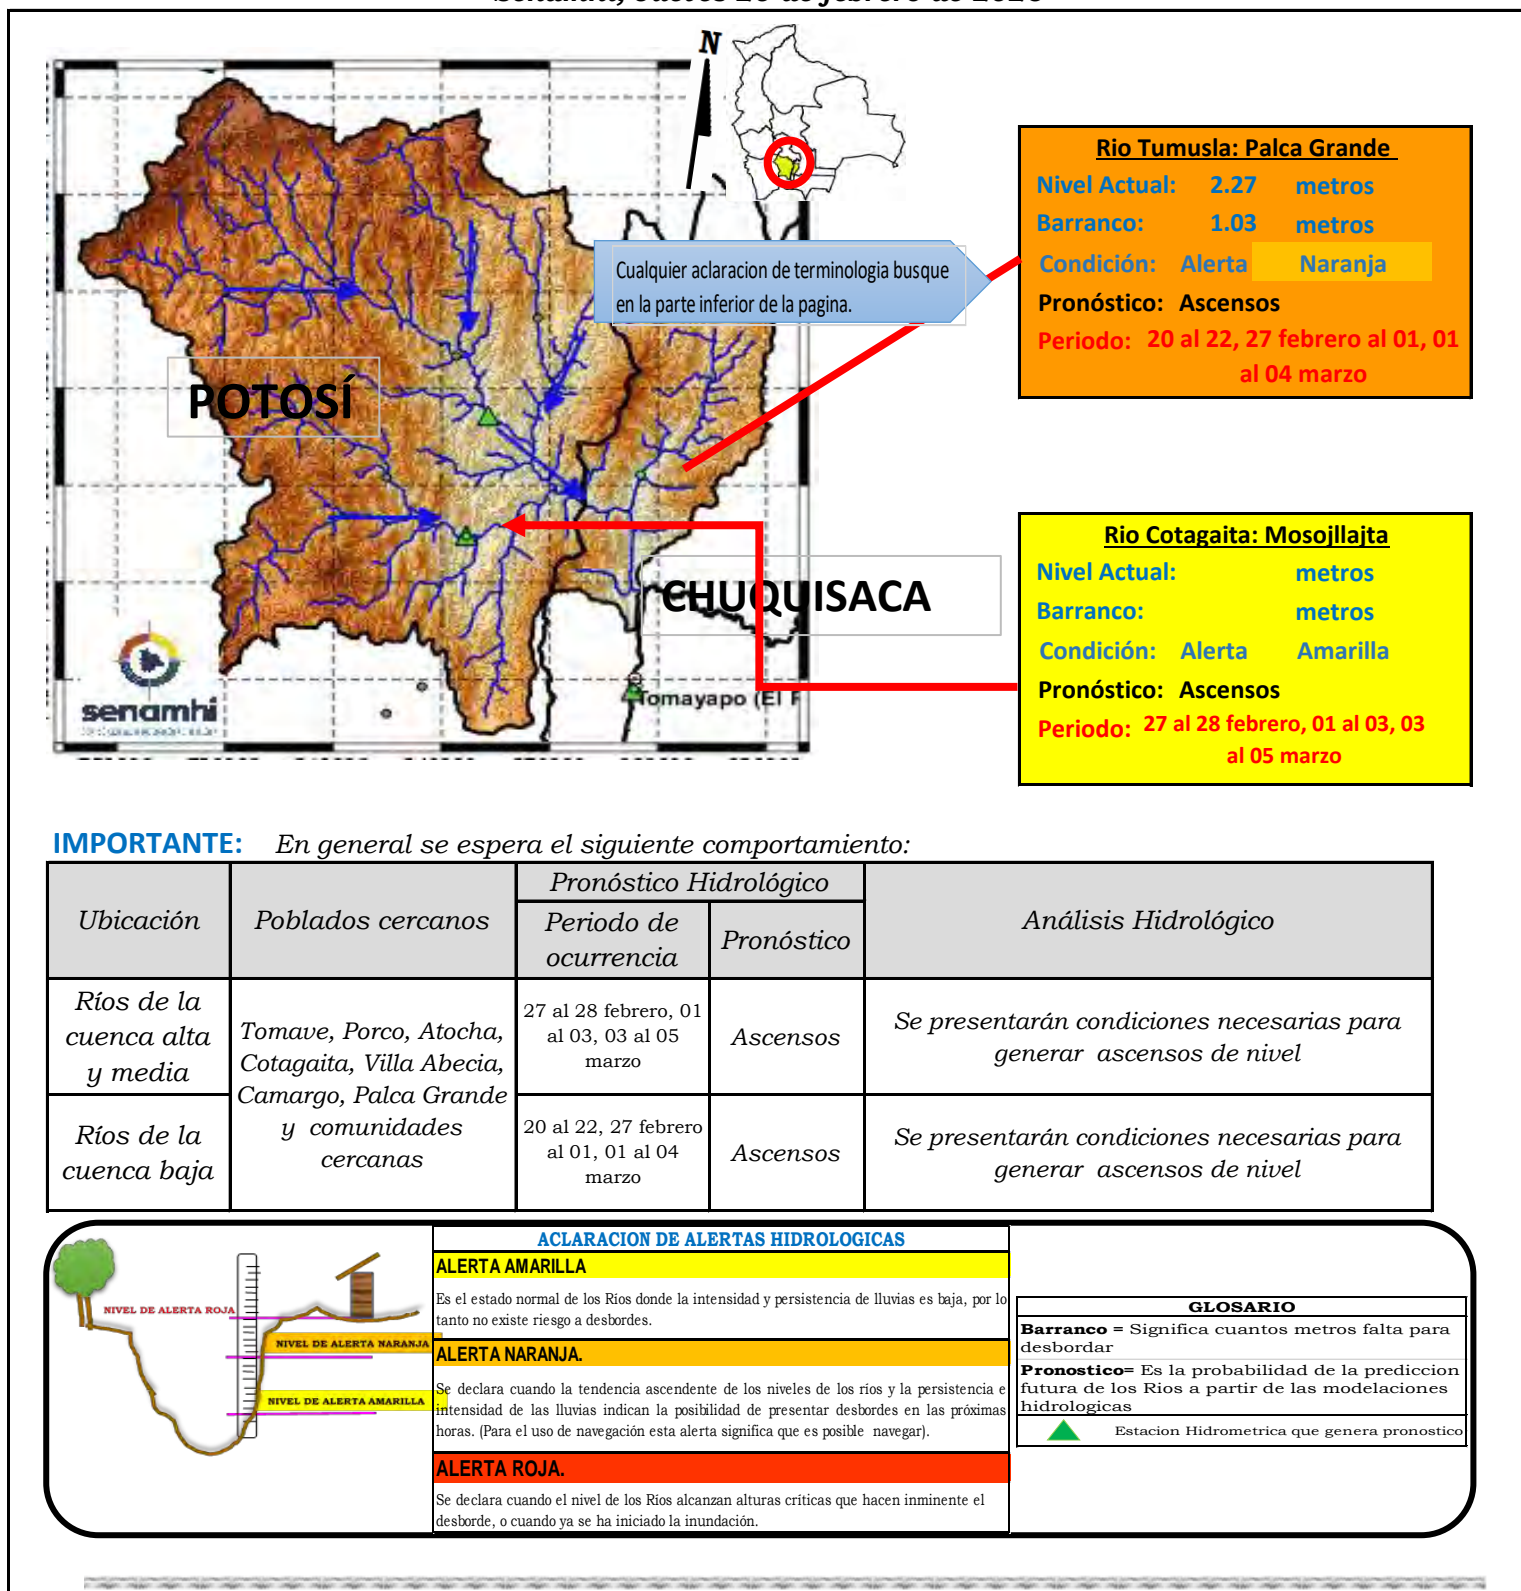 N
Rio Tumusla: Palca Grande
Nivel Actual: 2.27 metros
Barranco: 1.03 metros
Condición: Alerta Naranja
Pronóstico: Ascensos
Periodo: 20 al 22, 27 febrero al 01, 01
al 04 marzo
Cualquier aclaracion de terminologia busque
en la parte inferior de la pagina.
POTOSÍ
CHUQUISACA
Rio Cotagaita: Mosojllajta
Nivel Actual: metros
Barranco: metros
Condición: Alerta Amarilla
Pronóstico: Ascensos
Periodo: 27 al 28 febrero, 01 al 03, 03
al 05 marzo
Tomayapo (El
senamhi
IMPORTANTE: En general se espera el siguiente comportamiento:
Ubicación
Poblados cercanos
Pronóstico Hidrológico
Periodo de
ocurrencia
Pronóstico
Análisis Hidrológico
Ríos de la
cuenca alta
y media
Tomave, Porco, Atocha,
Cotagaita, Villa Abecia,
Camargo, Palca Grande
y comunidades
cercanas
27 al 28 febrero, 01
al 03, 03 al 05
marzo
Ascensos
Se presentarán condiciones necesarias para
generar ascensos de nivel
Ríos de la
cuenca baja
20 al 22, 27 febrero
al 01, 01 al 04
marzo
Ascensos
Se presentarán condiciones necesarias para
generar ascensos de nivel
NIVEL DE ALERTA ROJA
NIVEL DE ALERTA NARANJA
NIVEL DE ALERTA AMARILLA
ACLARACION DE ALERTAS HIDROLOGICAS
ALERTA AMARILLA
Es el estado normal de los Rios donde la intensidad y persistencia de lluvias es baja, por lo
tanto no existe riesgo a desbordes.
ALERTA NARANJA.
Se declara cuando la tendencia ascendente de los niveles de los ríos y la persistencia e
intensidad de las lluvias indican la posibilidad de presentar desbordes en las próximas
horas. (Para el uso de navegación esta alerta significa que es posible navegar).
ALERTA ROJA.
Se declara cuando el nivel de los Rios alcanzan alturas críticas que hacen inminente el
desborde, o cuando ya se ha iniciado la inundación.
GLOSARIO
Barranco = Significa cuantos metros falta para
desbordar
Pronostico= Es la probabilidad de la prediccion
futura de los Rios a partir de las modelaciones
hidrologicas
Estacion Hidrometrica que genera pronostico